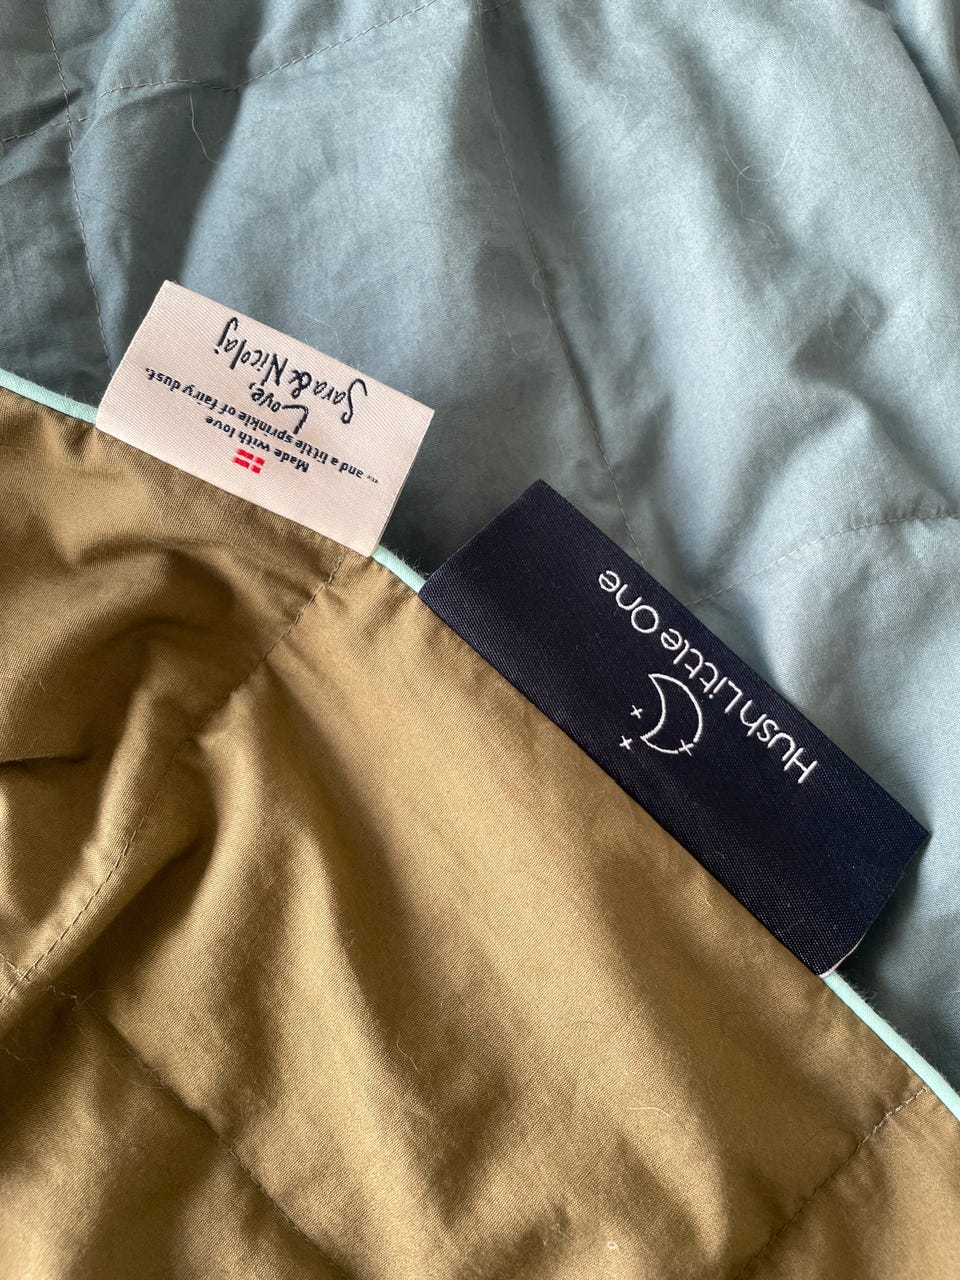 Made with love
— and a little sprinkle of fairy dust.
Love,
Sara & Nicolaj
Hush Little One